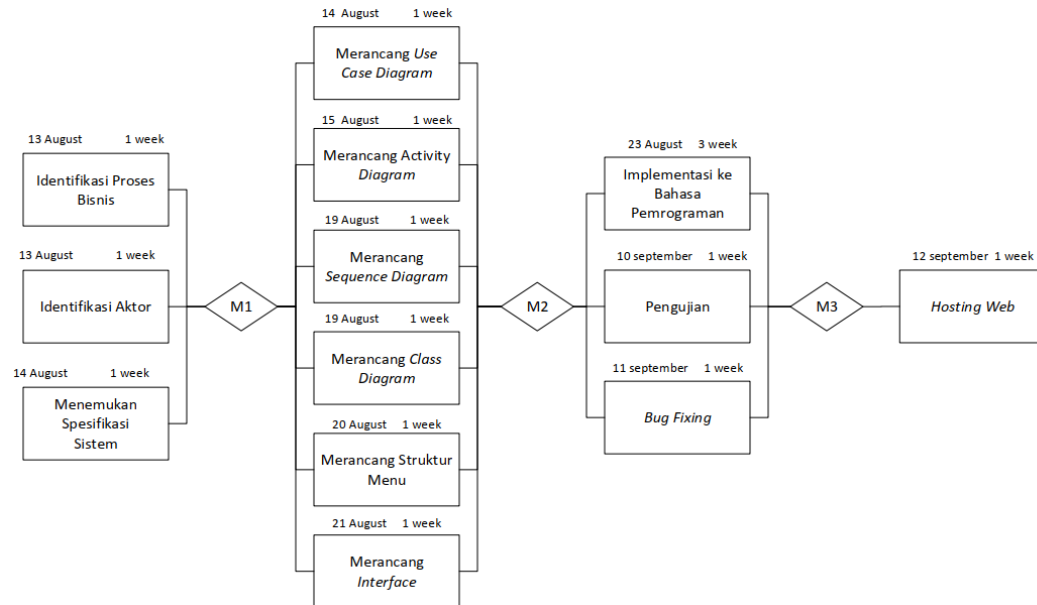 13 August 1 week
Identifikasi Proses
Bisnis
13 August 1 week
Identifikasi Aktor
14 August 1 week
Menemukan
Spesifikasi
Sistem
M1
14 August 1 week
Merancang Use
Case Diagram
15 August 1 week
Merancang Activity
Diagram
19 August 1 week
Merancang
Sequence Diagram
19 August 1 week
Merancang Class
Diagram
20 August 1 week
Merancang Struktur
Menu
21 August 1 week
Merancang
Interface
M2
23 August 3 week
Implementasi ke
Bahasa
Pemrograman
10 september 1 week
Pengujian
11 september 1 week
Bug Fixing
M3
12 september 1 week
Hosting Web